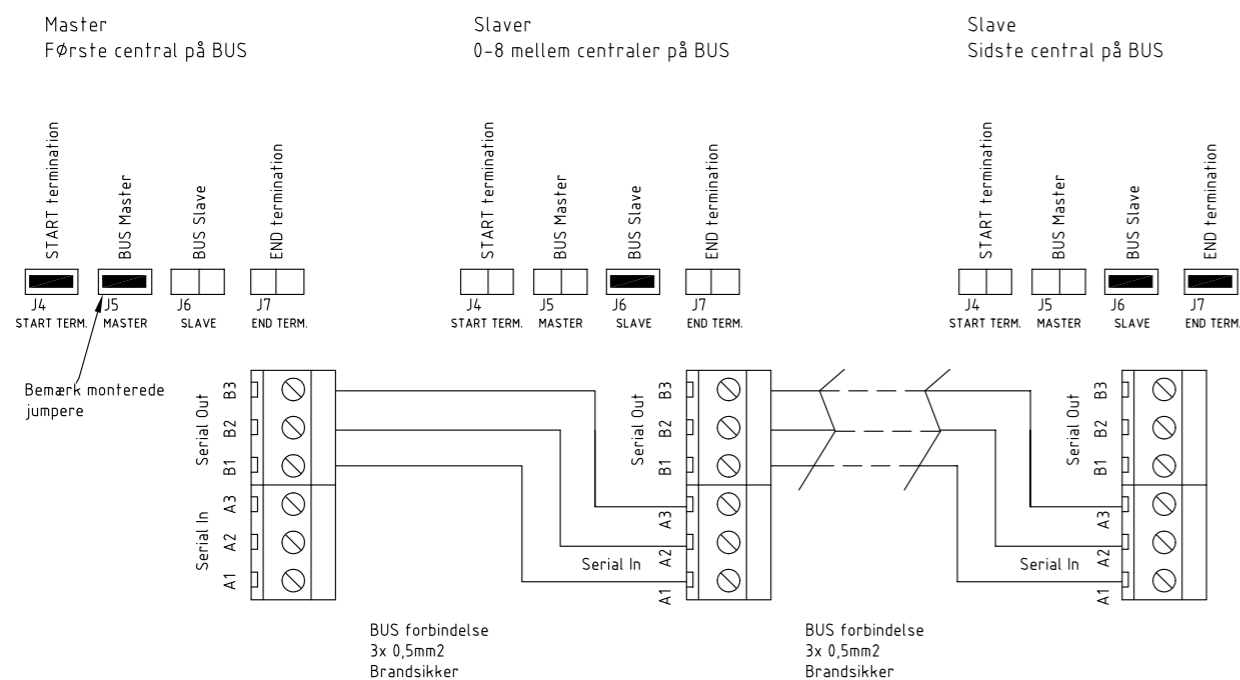 Master
FØrste central på BUS
Slaver
0-8 mellem centraler på BUS
Slave
Sidste central på BUS
START termination
BUS Master
BUS Slave
END termination
START termination
BUS Master
BUS Slave
END termination
START termination
BUS Master
BUS Slave
END termination
J4
J5
J6
J7
START TERM.
MASTER
SLAVE
END TERM.
J4
J5
J6
J7
START TERM.
MASTER
SLAVE
END TERM.
J4
J5
J6
J7
START TERM.
MASTER
SLAVE
END TERM.
Bemærk monterede
jumpere
Serial Out
B3
B2
B1
Serial In
A3
A2
A1
Serial Out
B3
B2
B1
Serial In
A3
A2
A1
Serial Out
B3
B2
B1
Serial In
A3
A2
A1
BUS forbindelse
3x 0,5mm2
Brandsikker
BUS forbindelse
3x 0,5mm2
Brandsikker